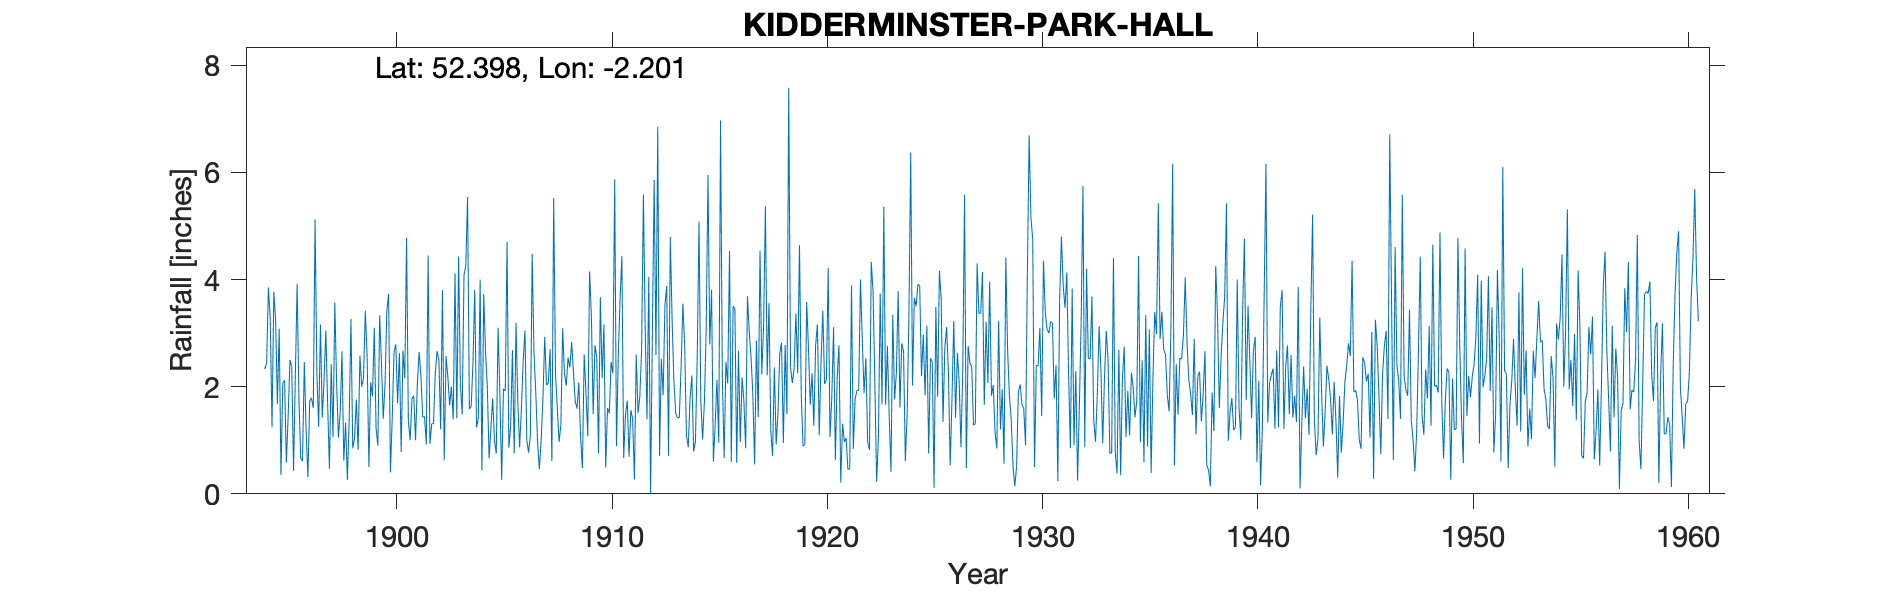 KIDDERMINSTER-PARK-HALL
Lat: 52.398, Lon: -2.201
8
6
4
2
0
Rainfall [inches]
1900 1910 1920 1930 1940 1950 1960
Year